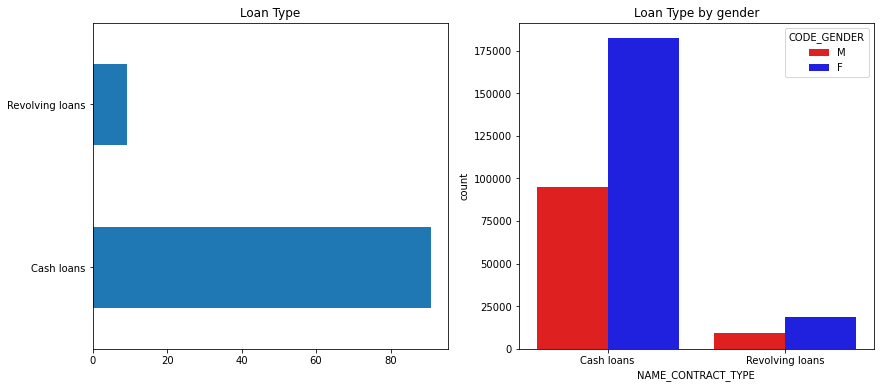 Loan Type
Revolving loans
Cash loans
0 20 40 60 80
Loan Type by gender
CODE_GENDER
M
F
count
175000
150000
125000
100000
75000
50000
25000
0
Cash loans Revolving loans
NAME_CONTRACT_TYPE